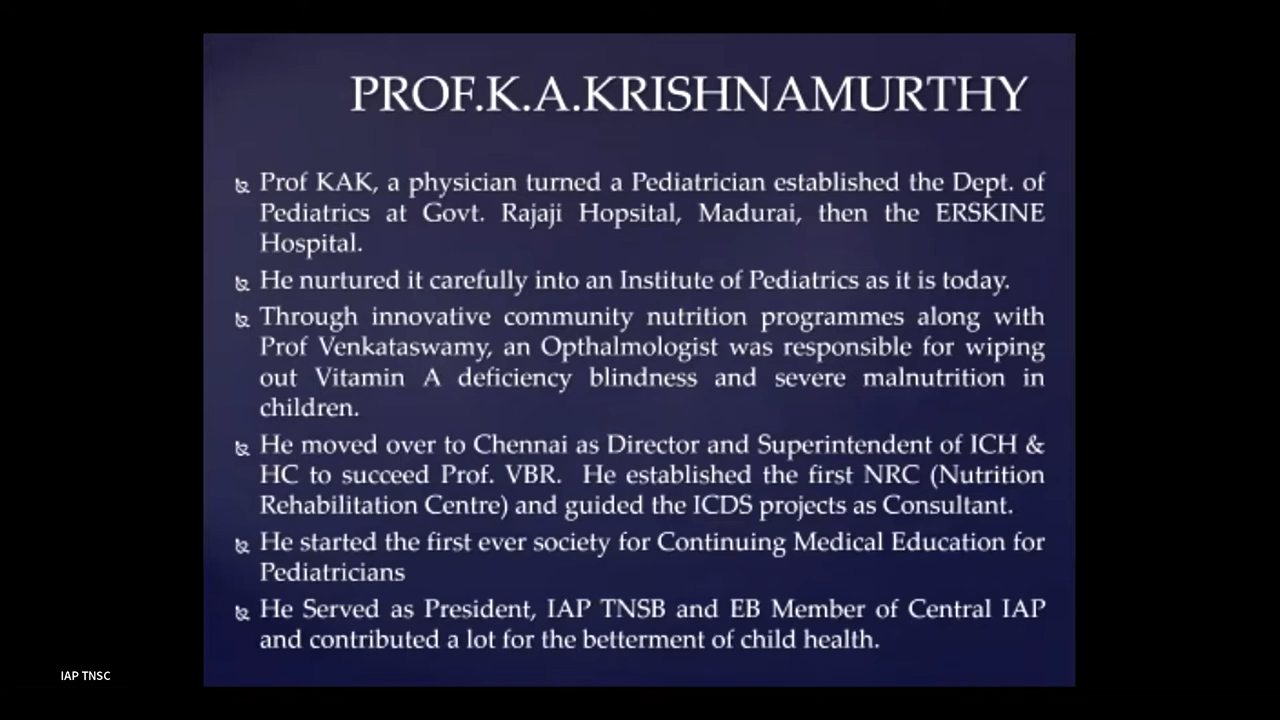 PROF.K.A.KRISHNAMURTHY
Prof KAK, a physician turned a Pediatrician established the Dept. of
Pediatrics at Govt. Rajaji Hopsital, Madurai, then the ERSKINE
Hospital.
He nurtured it carefully into an Institute of Pediatrics as it is today.
Through innovative community nutrition programmes along with
Prof Venkataswamy, an Opthalmologist was responsible for wiping
out Vitamin A deficiency blindness and severe malnutrition in
children.
He moved over to Chennai as Director and Superintendent of ICH &
HC to succeed Prof. VBR. He established the first NRC (Nutrition
Rehabilitation Centre) and guided the ICDS projects as Consultant.
He started the first ever society for Continuing Medical Education for
Pediatricians
He Served as President, IAP TNSB and EB Member of Central IAP
and contributed a lot for the betterment of child health.
IAP TNSC